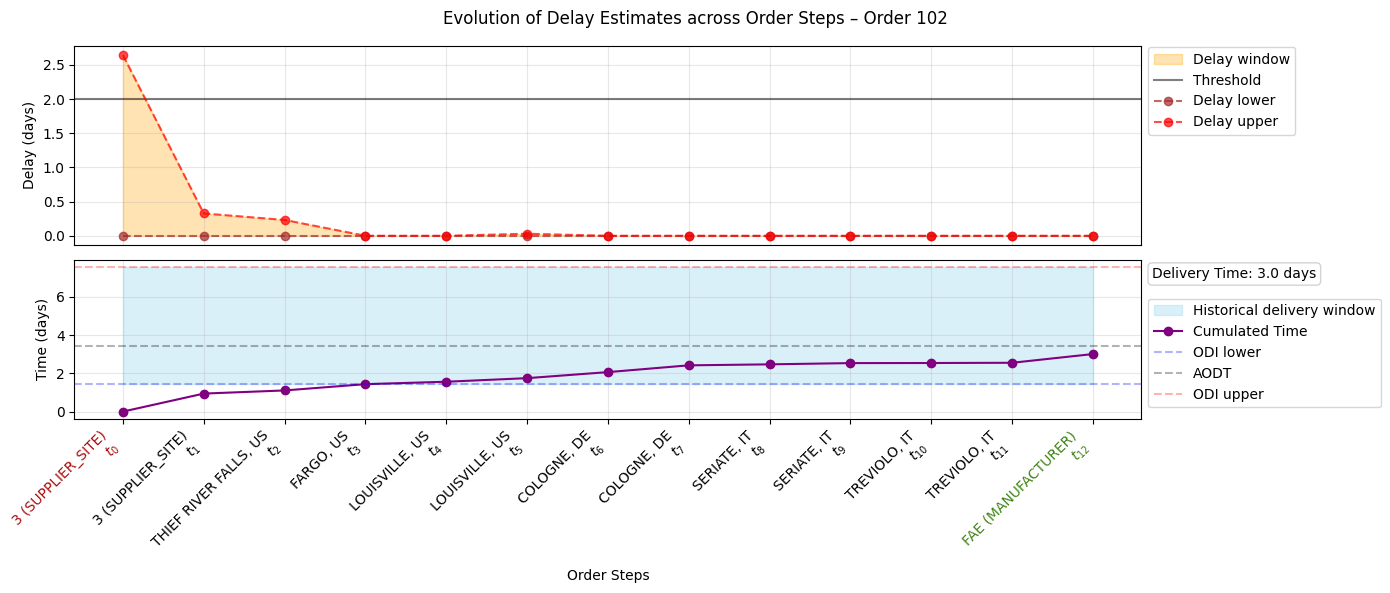 Evolution of Delay Estimates across Order Steps – Order 102
Delay (days)
2.5
2.0
1.5
1.0
0.5
0.0
Delay window
Threshold
Delay lower
Delay upper
Time (days)
6
4
2
0
Delivery Time: 3.0 days
Historical delivery window
Cumulated Time
ODI lower
AODT
ODI upper
3 (SUPPLIER_SITE)
t0
3 (SUPPLIER_SITE)
t1
THIEF RIVER FALLS, US
t2
FARGO, US
t3
LOUISVILLE, US
t4
LOUISVILLE, US
t5
COLOGNE, DE
t6
COLOGNE, DE
t7
SERIATE, IT
t8
SERIATE, IT
t9
TREVIOLO, IT
t10
TREVIOLO, IT
t11
FAE (MANUFACTURER)
t12
Order Steps